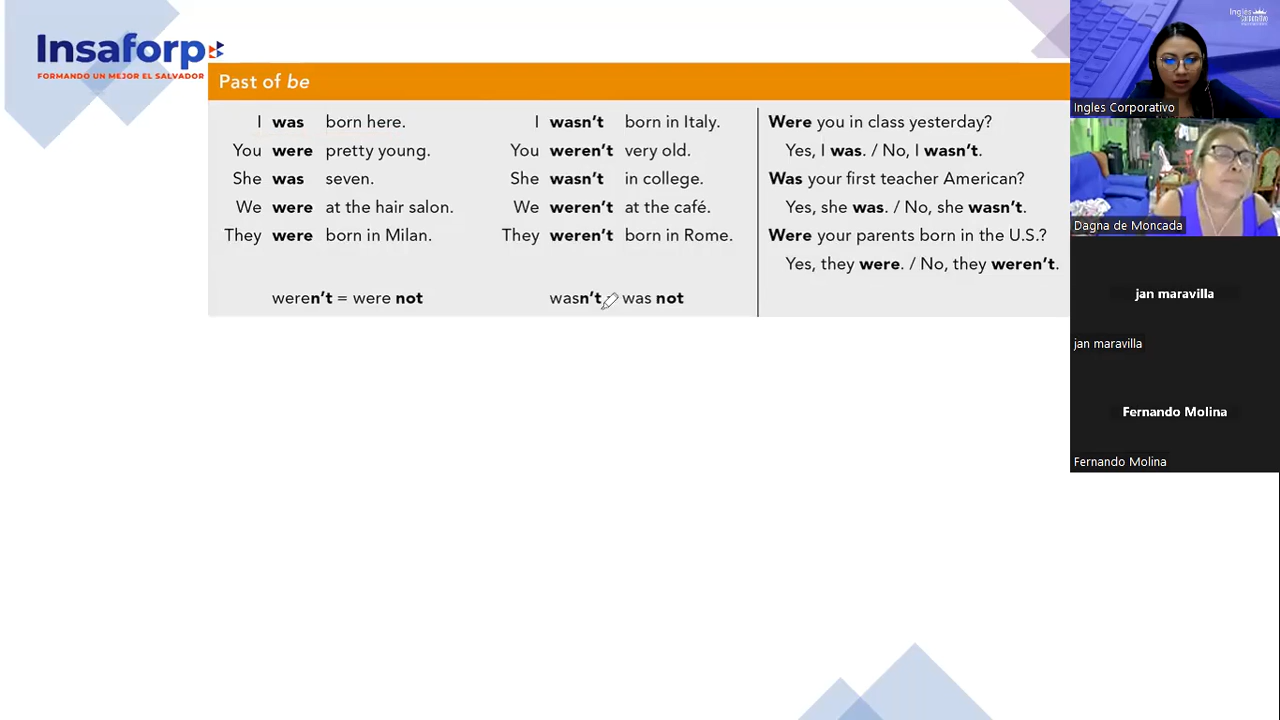 Insaforp
FORMANDO UN MEJOR EL SALVADOR
Past of be
I was born here.
You were pretty young.
She was seven.
We were at the hair salon.
They were born in Milan.
weren't = were not
I wasn't born in Italy.
You weren't very old.
She wasn't in college.
We weren't at the café.
They weren't born in Rome.
wasn't was not
Were you in class yesterday?
Yes, I was. / No, I wasn't.
Was your first teacher American?
Yes, she was. / No, she wasn't.
Were your parents born in the U.S.?
Yes, they were. / No, they weren't.
Ingles Corporativo
Dagna de Moncada
jan maravilla
jan maravilla
Fernando Molina
Fernando Molina